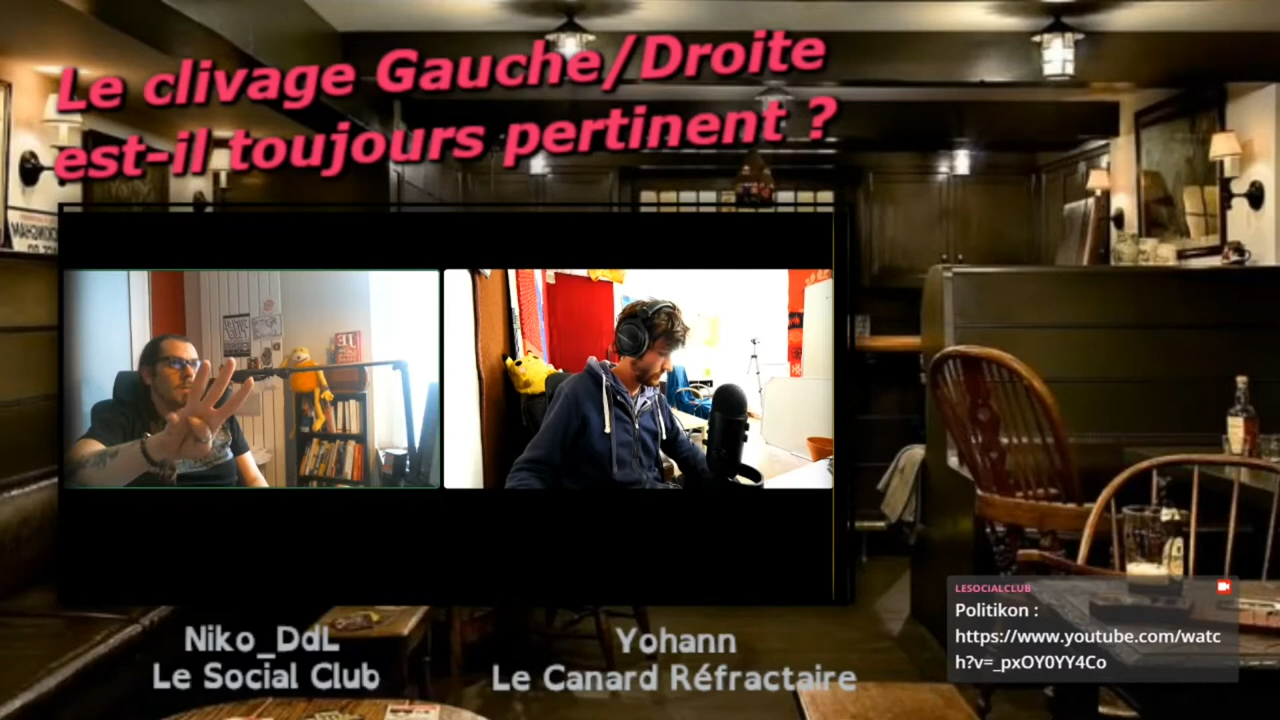 Le clivage Gauche/Droite
est-il toujours pertinent ?
JE
Niko_DdL
Le Social Club
Yohann
Le Canard Réfractaire
LESOCIALCLUB
Politikon :
https://www.youtube.com/watc
h?v=_pxOY0YY4Co